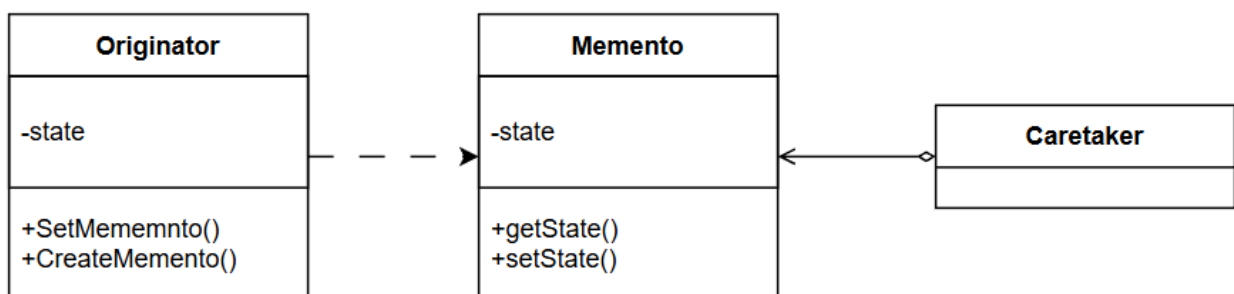 Originator
-state
+SetMememnto()
+CreateMemento()
Memento
-state
+getState()
+setState()
Caretaker